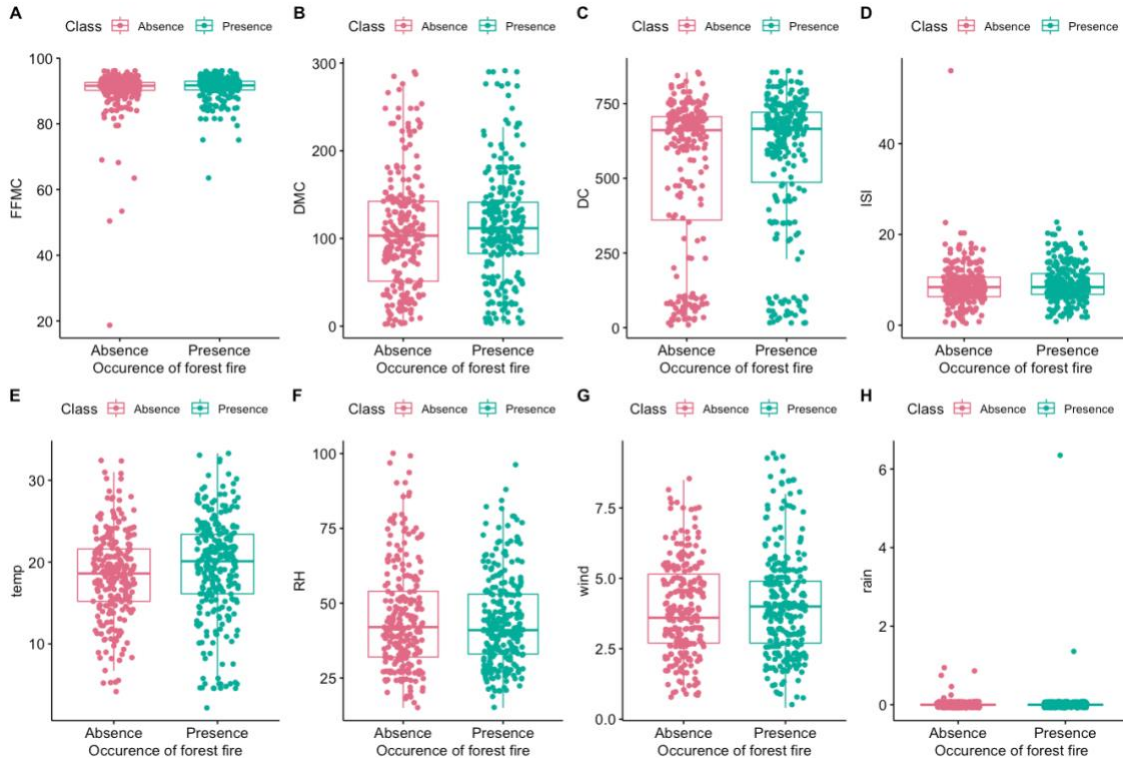 A
Class Absence Presence
FFMC
100
80
60
40
20
Absence Presence
Occurence of forest fire
B
Class Absence Presence
DMC
300
200
100
0
Absence Presence
Occurence of forest fire
C
Class Absence Presence
DC
750
500
250
0
Absence Presence
Occurence of forest fire
D
Class Absence Presence
ISI
40
20
0
Absence Presence
Occurence of forest fire
E
Class Absence Presence
temp
30
20
10
Absence Presence
Occurence of forest fire
F
Class Absence Presence
RH
100
75
50
25
Absence Presence
Occurence of forest fire
G
Class Absence Presence
wind
7.5
5.0
2.5
0.0
Absence Presence
Occurence of forest fire
H
Class Absence Presence
rain
6
4
2
0
Absence Presence
Occurence of forest fire